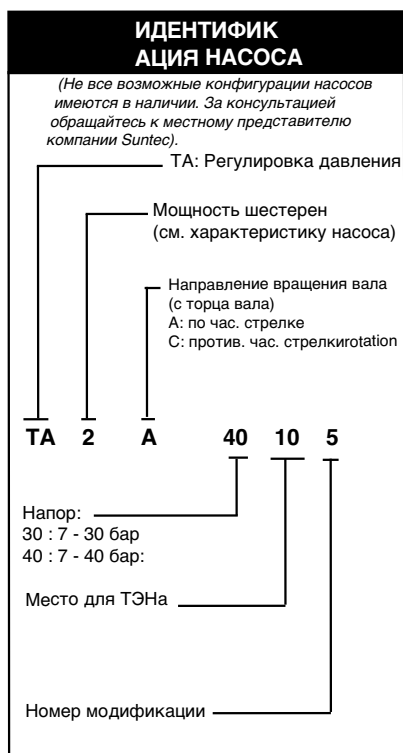 ИДЕНТИФИК
АЦИЯ НАСОСА
(Не все возможные конфигурации насосов
имеются в наличии. За консультацией
обращайтесь к местному представителю
компании Suntec).
TA: Регулировка давления
Мощность шестерен
(см. характеристику насоса)
Направление вращения вала
(с торца вала)
A: по час. стрелке
C: против. час. стрелкиrotation
TA 2 A 40 10 5
Напор:
30 : 7 - 30 бар
40 : 7 - 40 бар:
Место для ТЭНа
Номер модификации